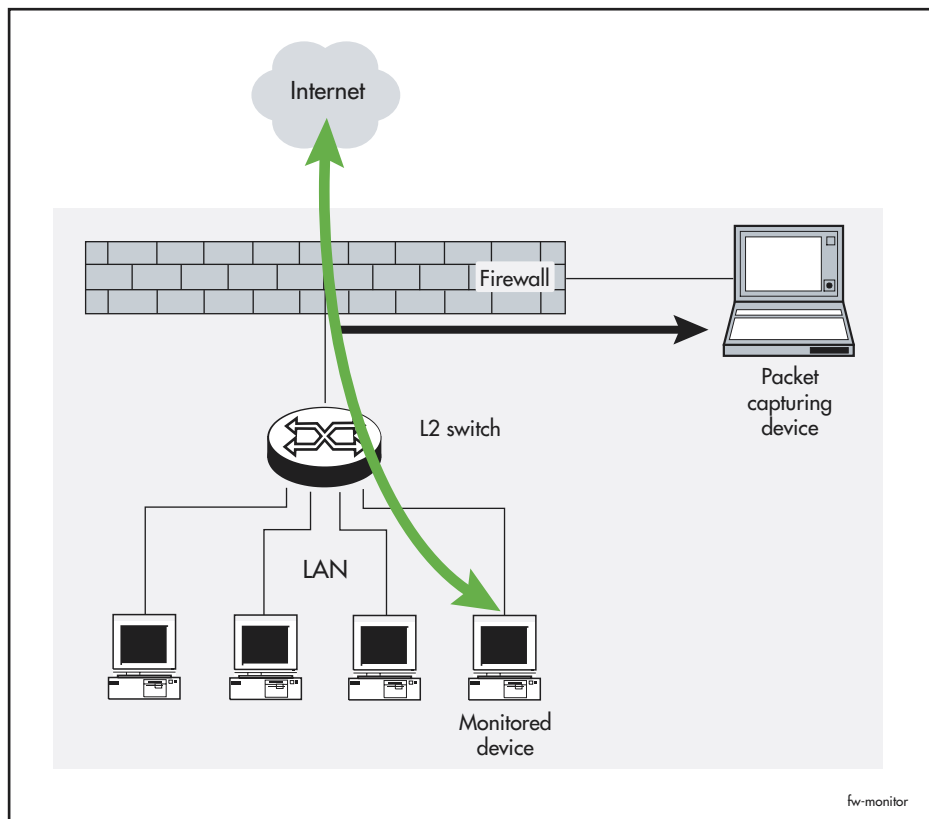 Internet
Firewall
Packet
capturing
device
L2 switch
LAN
Monitored
device
fw-monitor